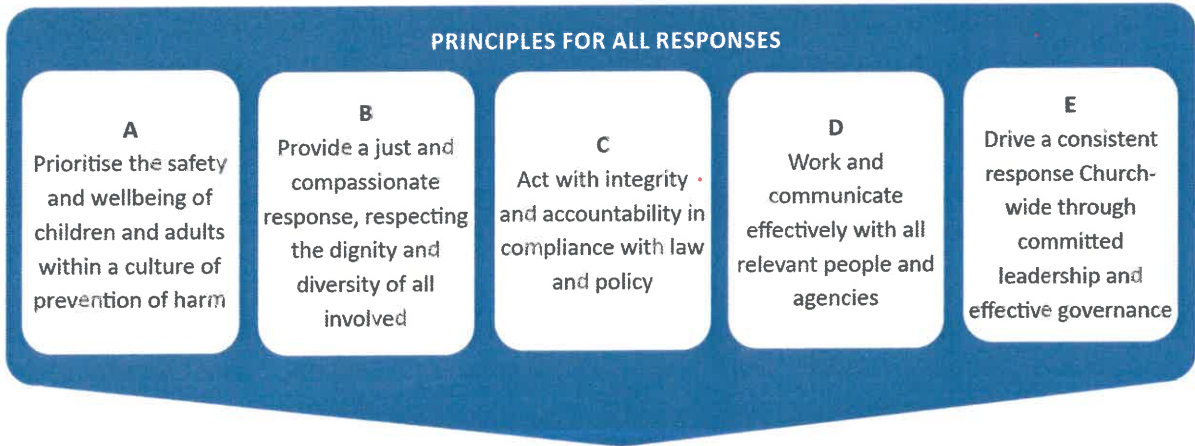 PRINCIPLES FOR ALL RESPONSES
A
Prioritise the safety
and wellbeing of
children and adults
within a culture of
prevention of harm
B
Provide a just and
compassionate
response, respecting
the dignity and
diversity of all
involved
C
Act with integrity
and accountability in
compliance with law
and policy
D
Work and
communicate
effectively with all
relevant people and
agencies
E
Drive a consistent
response Church-
wide through
committed
leadership and
effective governance